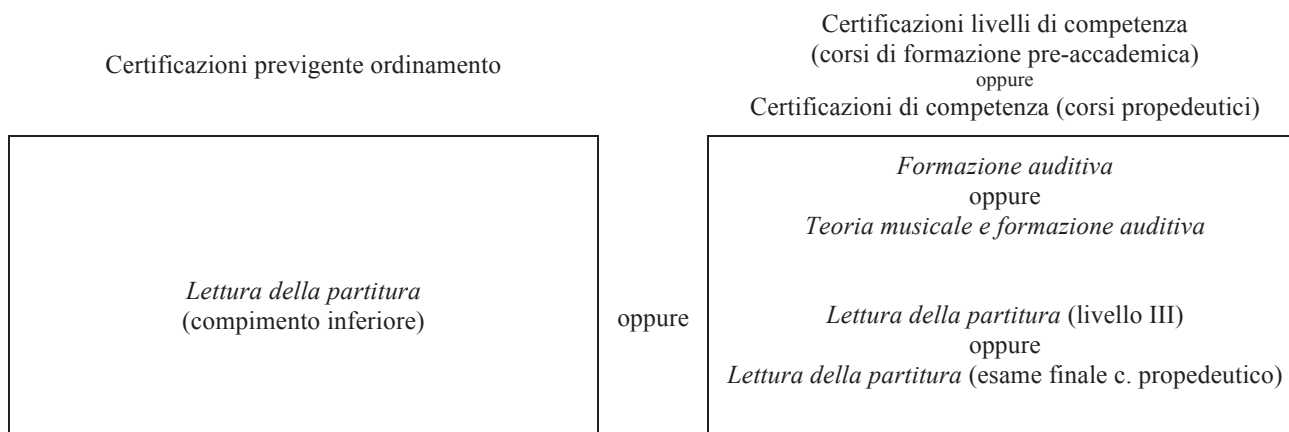 Certificazioni previgente ordinamento
Certificazioni livelli di competenza
(corsi di formazione pre-accademica)
oppure
Certificazioni di competenza (corsi propedeutici)
Lettura della partitura
(compimento inferiore)
oppure
Formazione auditiva
oppure
Teoria musicale e formazione auditiva
Lettura della partitura (livello III)
oppure
Lettura della partitura (esame finale c. propedeutico)